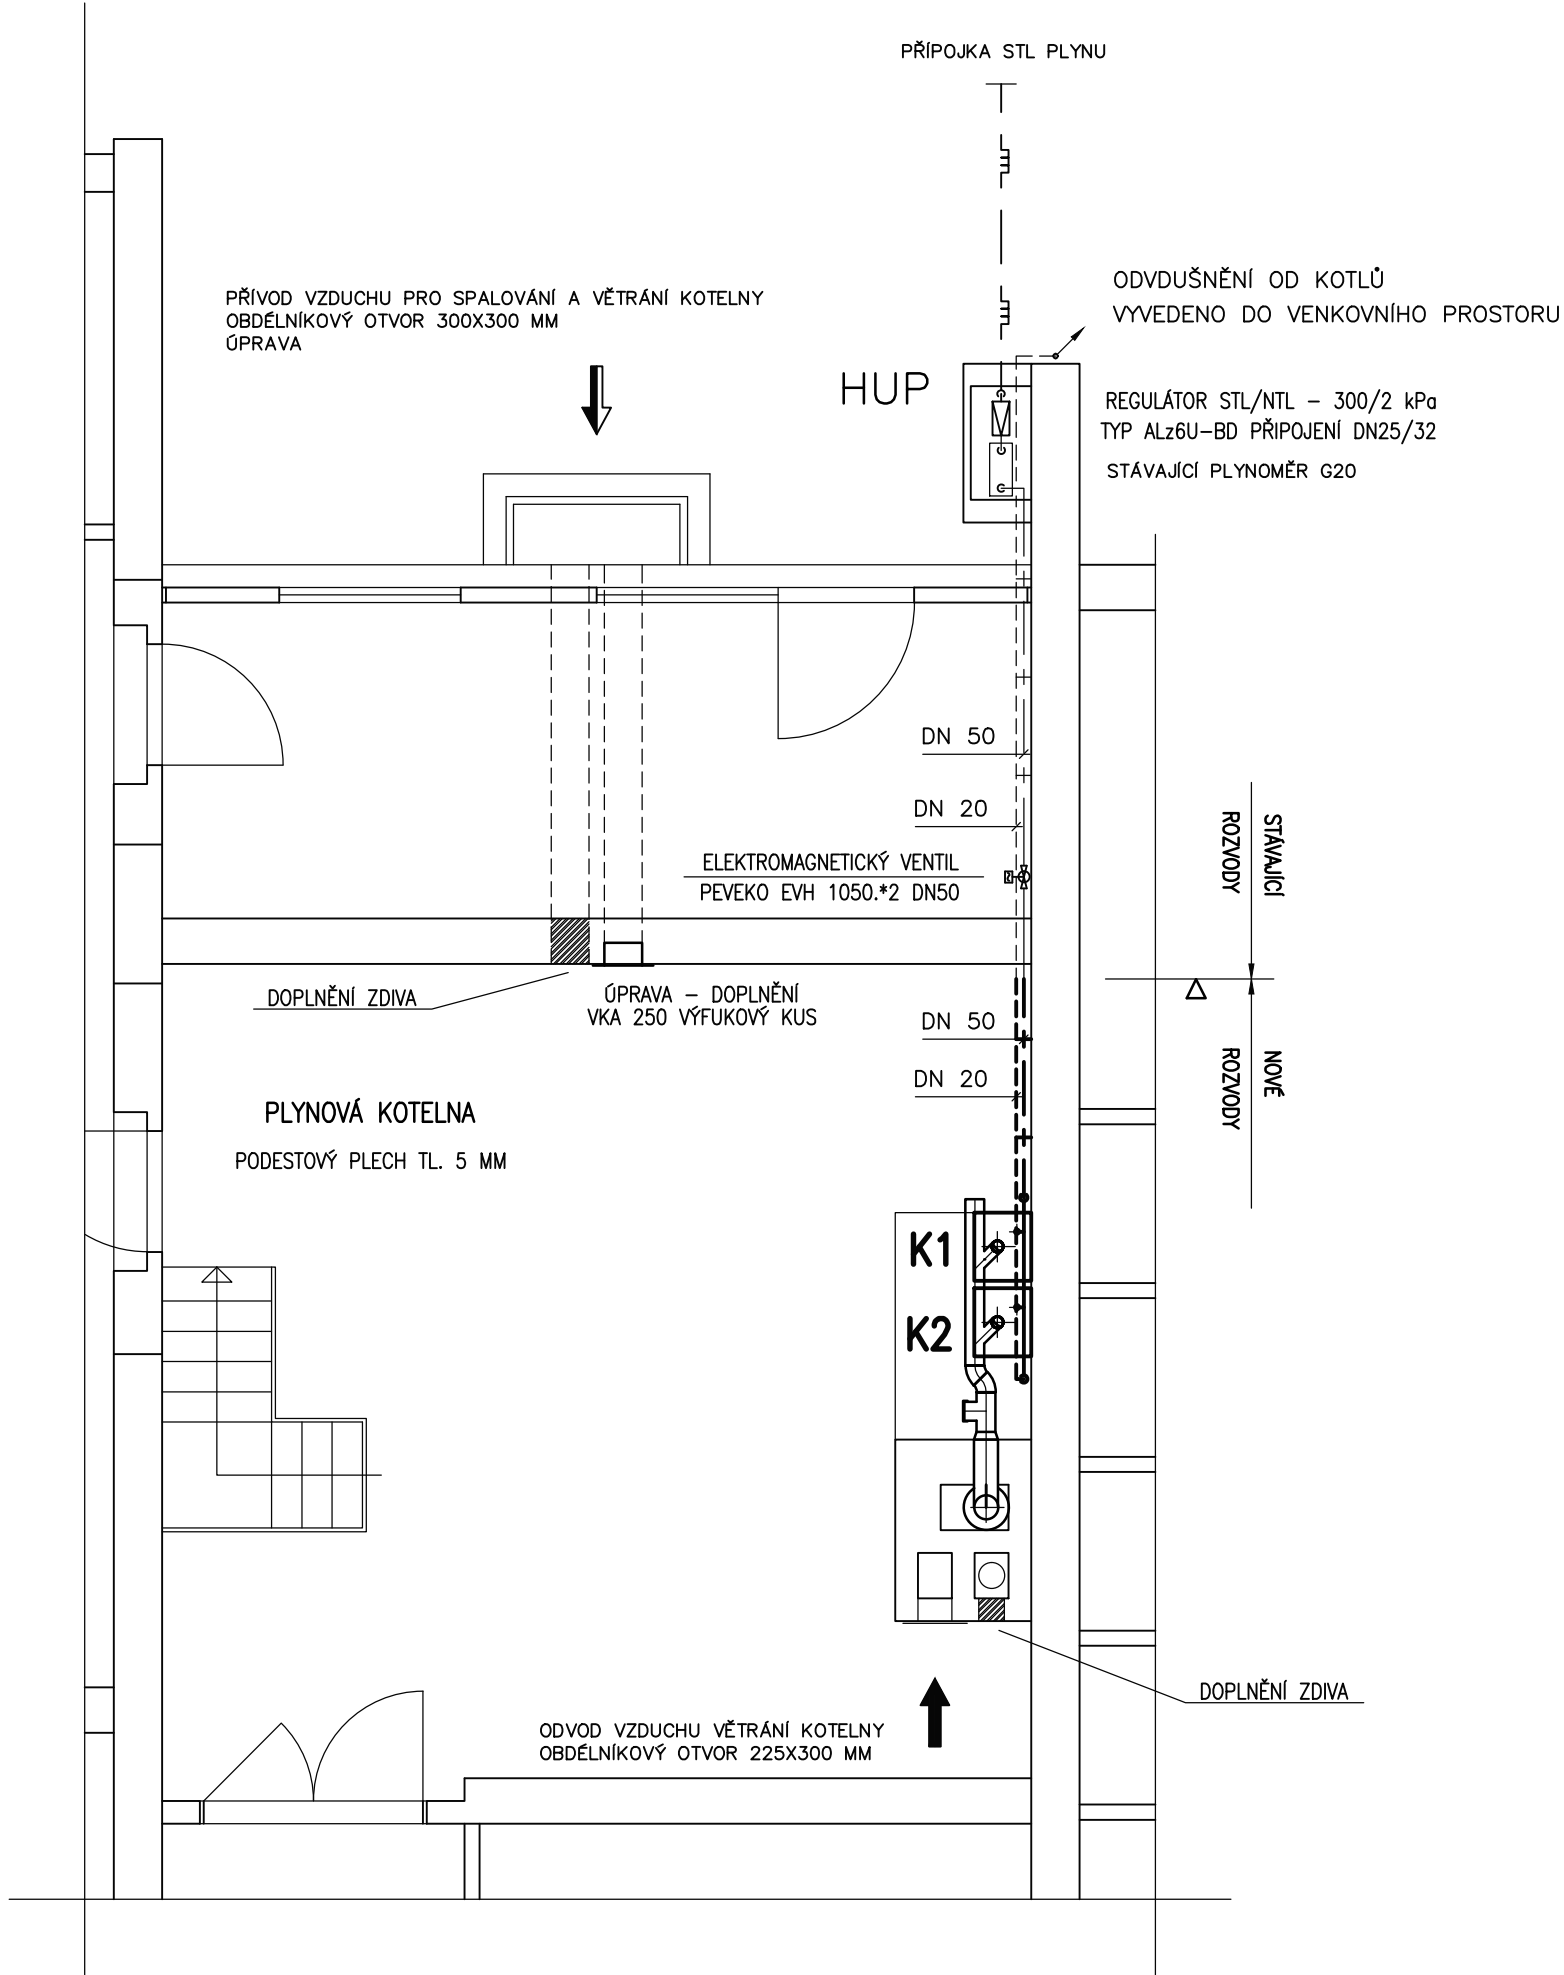 PŘÍPOJKA STL PLYNU
ODVDUŠNĚNÍ OD KOTLŮ
VYVEDENO DO VENKOVNÍHO PROSTORU
PŘÍVOD VZDUCHU PRO SPALOVÁNÍ A VĚTRÁNÍ KOTELNY
OBDÉLNÍKOVÝ OTVOR 300X300 MM
ÚPRAVA
HUP
REGULÁTOR STL/NTL – 300/2 kPa
TYP ALz6U–BD PŘIPOJENÍ DN25/32
STÁVAJÍCÍ PLYNOMĚR G20
DN 50
DN 20
STÁVAJÍCÍ
ROZVODY
ELEKTROMAGNETICKÝ VENTIL
PEVEKO EVH 1050.*2 DN50
DOPLNĚNÍ ZDIVA
ÚPRAVA – DOPLNĚNÍ
VKA 250 VÝFUKOVÝ KUS
DN 50
DN 20
NOVÉ
ROZVODY
PLYNOVÁ KOTELNA
PODESTOVÝ PLECH TL. 5 MM
K1
K2
DOPLNĚNÍ ZDIVA
ODVOD VZDUCHU VĚTRÁNÍ KOTELNY
OBDÉLNÍKOVÝ OTVOR 225X300 MM